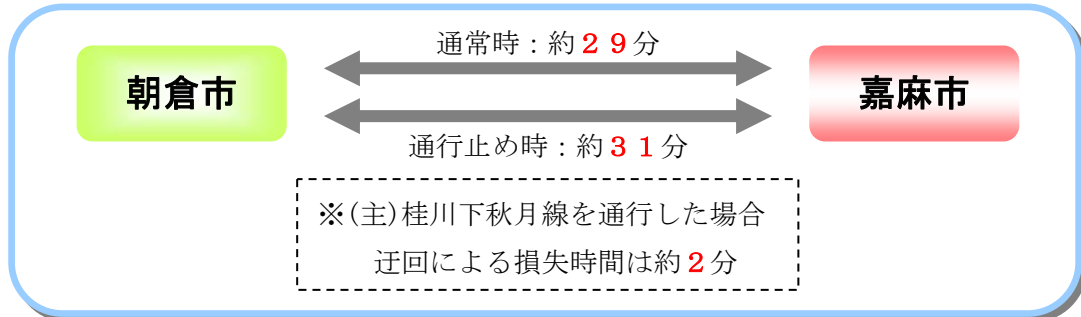 通常時：約２９分
朝倉市
嘉麻市
通行止め時：約３１分
※(主)桂川下秋月線を通行した場合
迂回による損失時間は約２分